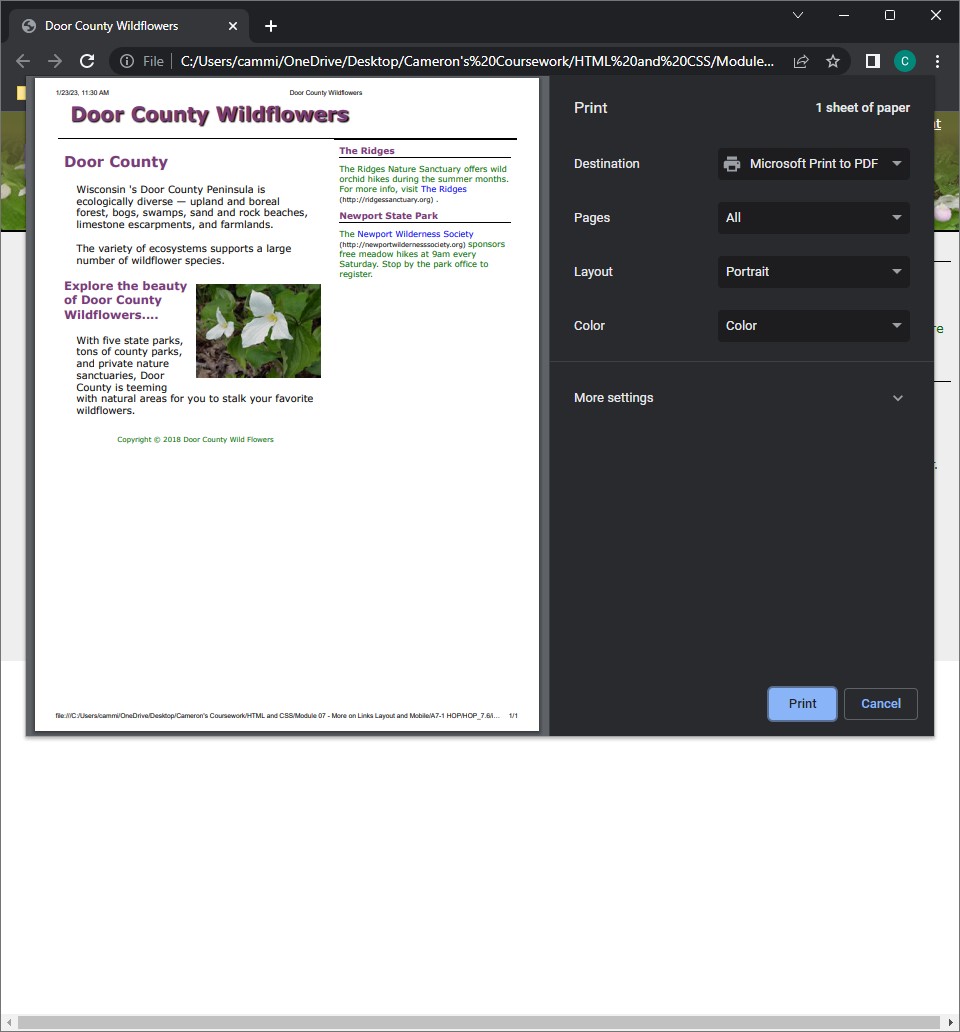 Door County Wildflowers
File
C:/Users/cammi/OneDrive/Desktop/Cameron's%20Coursework/HTML%20and%20CSS/Module...
C
1/23/23, 11:30 AM
Door County Wildflowers
Door County Wildflowers
Door County
Wisconsin 's Door County Peninsula is
ecologically diverse — upland and boreal
forest, bogs, swamps, sand and rock beaches,
limestone escarpments, and farmlands.
The variety of ecosystems supports a large
number of wildflower species.
Explore the beauty
of Door County
Wildflowers....
With five state parks,
tons of county parks,
and private nature
sanctuaries, Door
County is teeming
with natural areas for you to stalk your favorite
wildflowers.
Copyright © 2018 Door County Wild Flowers
The Ridges
The Ridges Nature Sanctuary offers wild
orchid hikes during the summer months.
For more info, visit The Ridges
(http://ridgessanctuary.org) .
Newport State Park
The Newport Wilderness Society
(http://newportwildernesssociety.org) sponsors
free meadow hikes at 9am every
Saturday. Stop by the park office to
register.
file:///C:/Users/cammi/OneDrive/Desktop/Cameron's Coursework/HTML and CSS/Module 07 - More on Links Layout and Mobile/A7-1 HOP/HOP_7.6/i...
1/1
Print
1 sheet of paper
Destination
Microsoft Print to PDF
Pages
All
Layout
Portrait
Color
Color
More settings
Print
Cancel